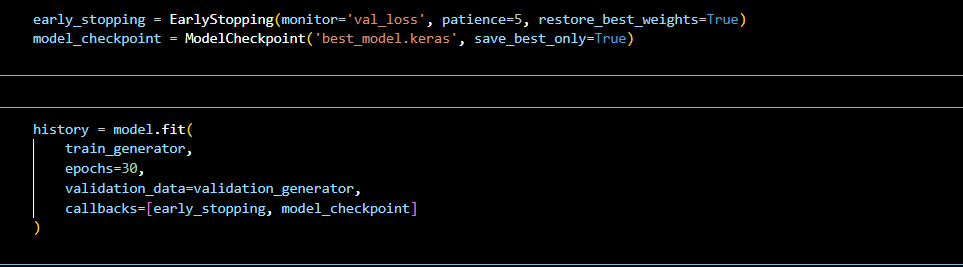 early_stopping = EarlyStopping(monitor='val_loss', patience=5, restore_best_weights=True)
model_checkpoint = ModelCheckpoint('best_model.keras', save_best_only=True)
history = model.fit(
    train_generator,
    epochs=30,
    validation_data=validation_generator,
    callbacks=[early_stopping, model_checkpoint]
)